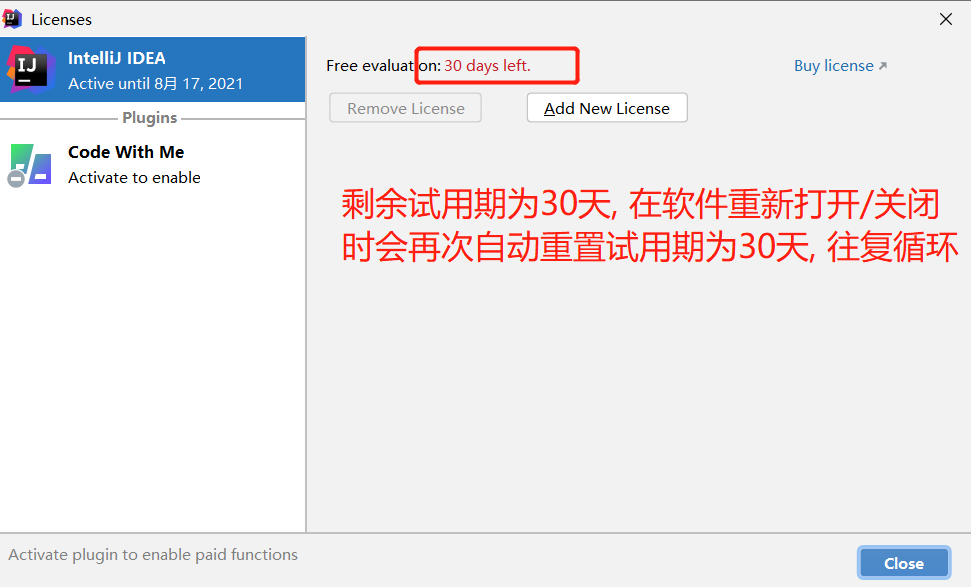 Licenses
IJ
IntelliJ IDEA
Active until 8月 17, 2021
Plugins
Code With Me
Activate to enable
Free evaluation: 30 days left.
Buy license
Remove License
Add New License
剩余试用期为30天, 在软件重新打开/关闭
时会再次自动重置试用期为30天, 往复循环
Activate plugin to enable paid functions
Close